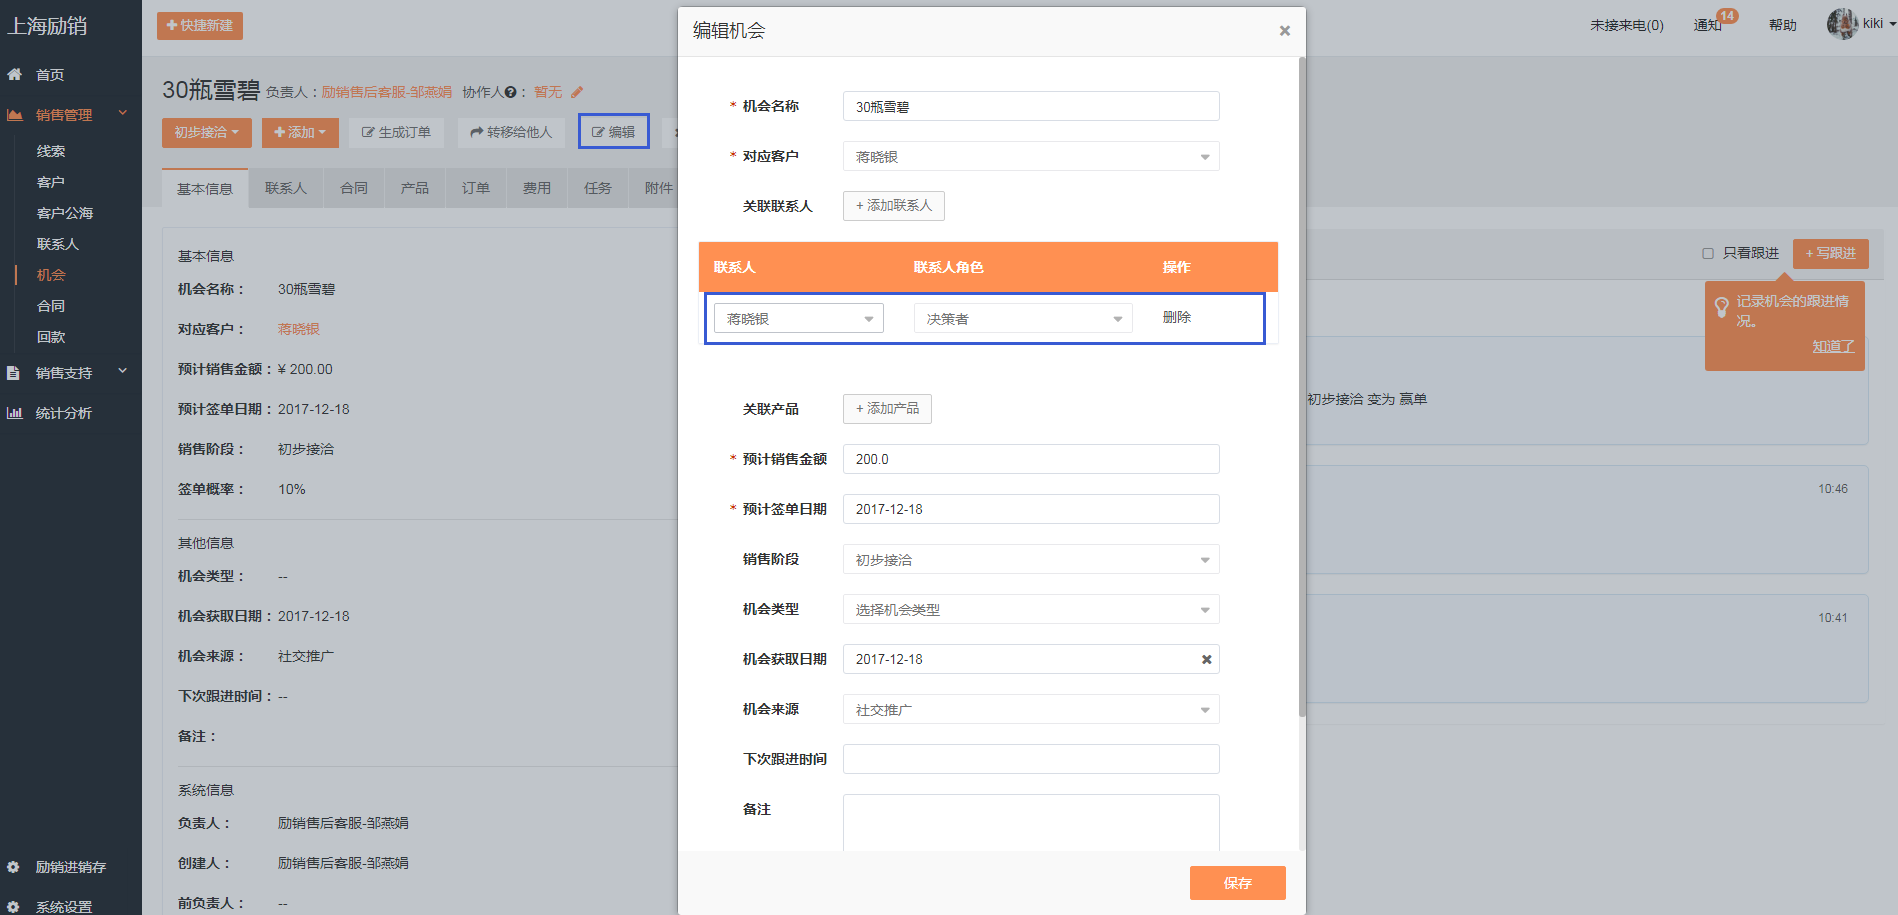 上海励销
首页
销售管理
线索
客户
客户公海
联系人
机会
合同
回款
销售支持
统计分析
励销进销存
系统设置
快捷新建
未接来电(0)
通知
14
帮助
kiki
30瓶雪碧 负责人：励销售后客服-邹燕娟 协作人 ： 暂无
初步接洽
添加
生成订单
转移给他人
编辑
基本信息
联系人
合同
产品
订单
费用
任务
附件
基本信息
机会名称： 30瓶雪碧
对应客户： 蒋晓银
预计销售金额：¥ 200.00
预计签单日期：2017-12-18
销售阶段： 初步接洽
签单概率： 10%
其他信息
机会类型： --
机会获取日期：2017-12-18
机会来源： 社交推广
下次跟进时间：--
备注：
系统信息
负责人： 励销售后客服-邹燕娟
创建人： 励销售后客服-邹燕娟
前负责人： --
编辑机会
×
* 机会名称 30瓶雪碧
* 对应客户 蒋晓银
关联联系人 + 添加联系人
联系人 联系人角色 操作
蒋晓银 决策者 删除
关联产品 + 添加产品
* 预计销售金额 200.0
* 预计签单日期 2017-12-18
销售阶段 初步接洽
机会类型 选择机会类型
机会获取日期 2017-12-18
机会来源 社交推广
下次跟进时间
备注
保存
只看跟进
+ 写跟进
记录机会的跟进情
况。
知道了
初步接洽 变为 赢单
10:46
10:41